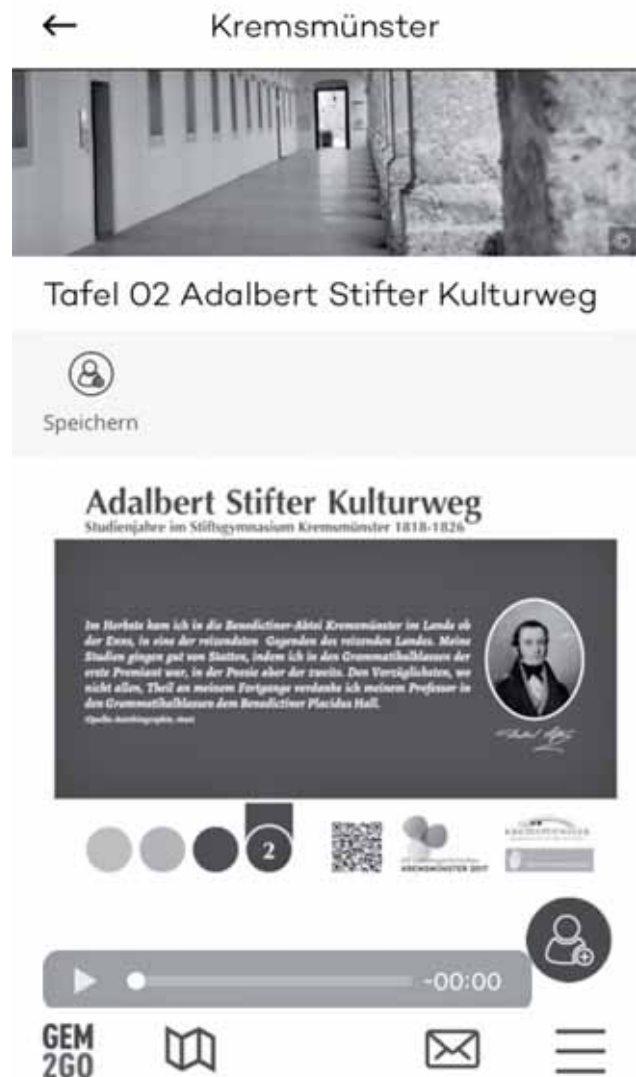 Kremsmünster
Tafel 02 Adalbert Stifter Kulturweg
Speichern
Adalbert Stifter Kulturweg
Studienjahre im Stiftsgymnasium Kremsmünster 1818-1826
Im Herbste kam ich in die Benedictiner-Abtei Kremsmünster im Lande ob
der Enns, in eine der reizendsten Gegenden des reizenden Landes. Meine
Studien gingen gut von Statten, indem ich in den Grammatikalklassen der
erste Premiant war, in der Poesie aber der zweite. Den Vorzüglichsten, wo
nicht allen, Theil an meinem Fortgange verdanke ich meinem Professor in
den Grammatikalklassen dem Benedictiner Placidus Hall.
2
KREMSMÜNSTER 2017
KREMSMÜNSTER
-00:00
GEM
2GO